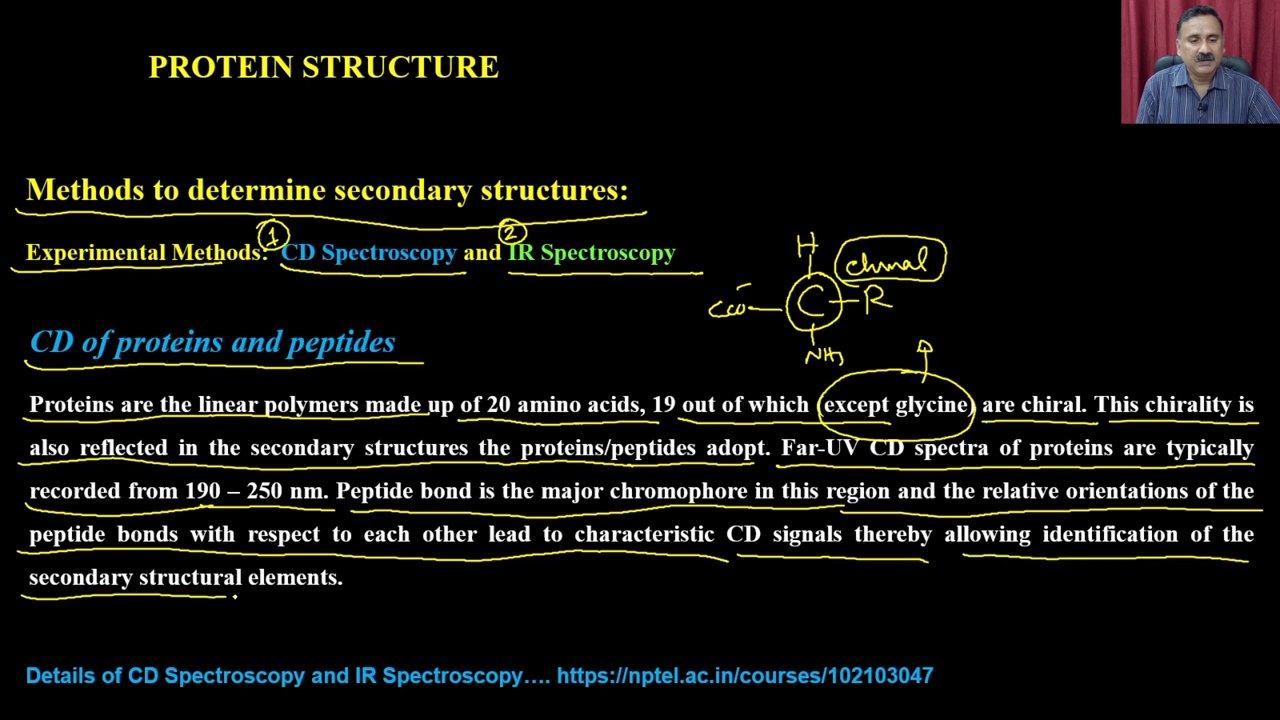 PROTEIN STRUCTURE
Methods to determine secondary structures:
1 2
Experimental Methods: CD Spectroscopy and IR Spectroscopy
H chiral
COO⁻ C R
NH3
CD of proteins and peptides
Proteins are the linear polymers made up of 20 amino acids, 19 out of which (except glycine) are chiral. This chirality is
also reflected in the secondary structures the proteins/peptides adopt. Far-UV CD spectra of proteins are typically
recorded from 190 – 250 nm. Peptide bond is the major chromophore in this region and the relative orientations of the
peptide bonds with respect to each other lead to characteristic CD signals thereby allowing identification of the
secondary structural elements.
Details of CD Spectroscopy and IR Spectroscopy.... https://nptel.ac.in/courses/102103047